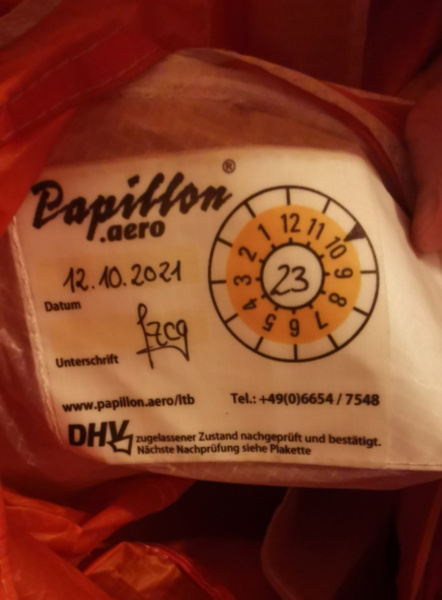 Papillon®
.aero
12.10.2021
Datum
Unterschrift
1 12 11 10 9 8 7 6 5 4 3 2
23
www.papillon.aero/ltb Tel.: +49(0)6654 / 7548
DHV zugelassener Zustand nachgeprüft und bestätigt.
Nächste Nachprüfung siehe Plakette